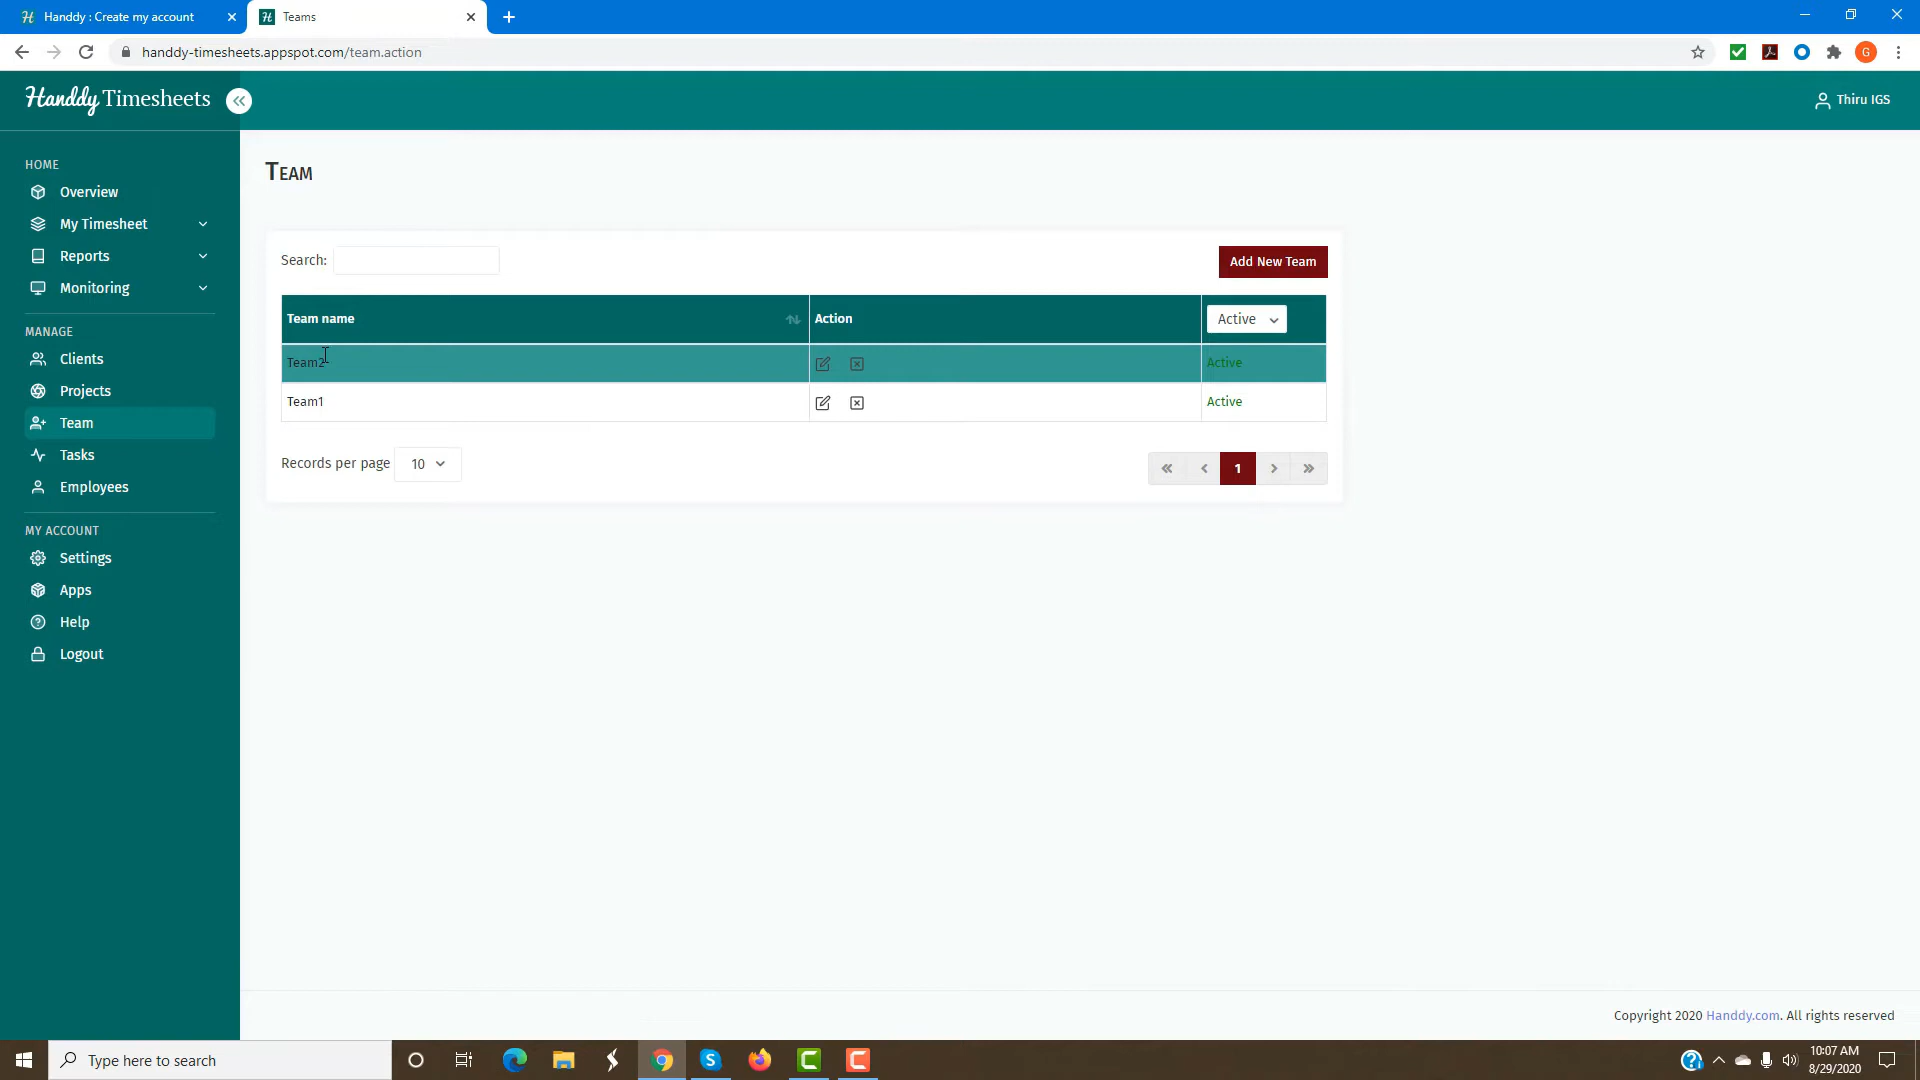 Handdy : Create my account
Teams
handdy-timesheets.appspot.com/team.action
G
Handdy Timesheets
Thiru IGS
HOME
Overview
My Timesheet
Reports
Monitoring
MANAGE
Clients
Projects
Team
Tasks
Employees
MY ACCOUNT
Settings
Apps
Help
Logout
TEAM
Search:
Add New Team
Team name
Action
Active
Team2
Active
Team1
Active
Records per page
10
1
Copyright 2020 Handdy.com. All rights reserved
Type here to search
10:07 AM
8/29/2020